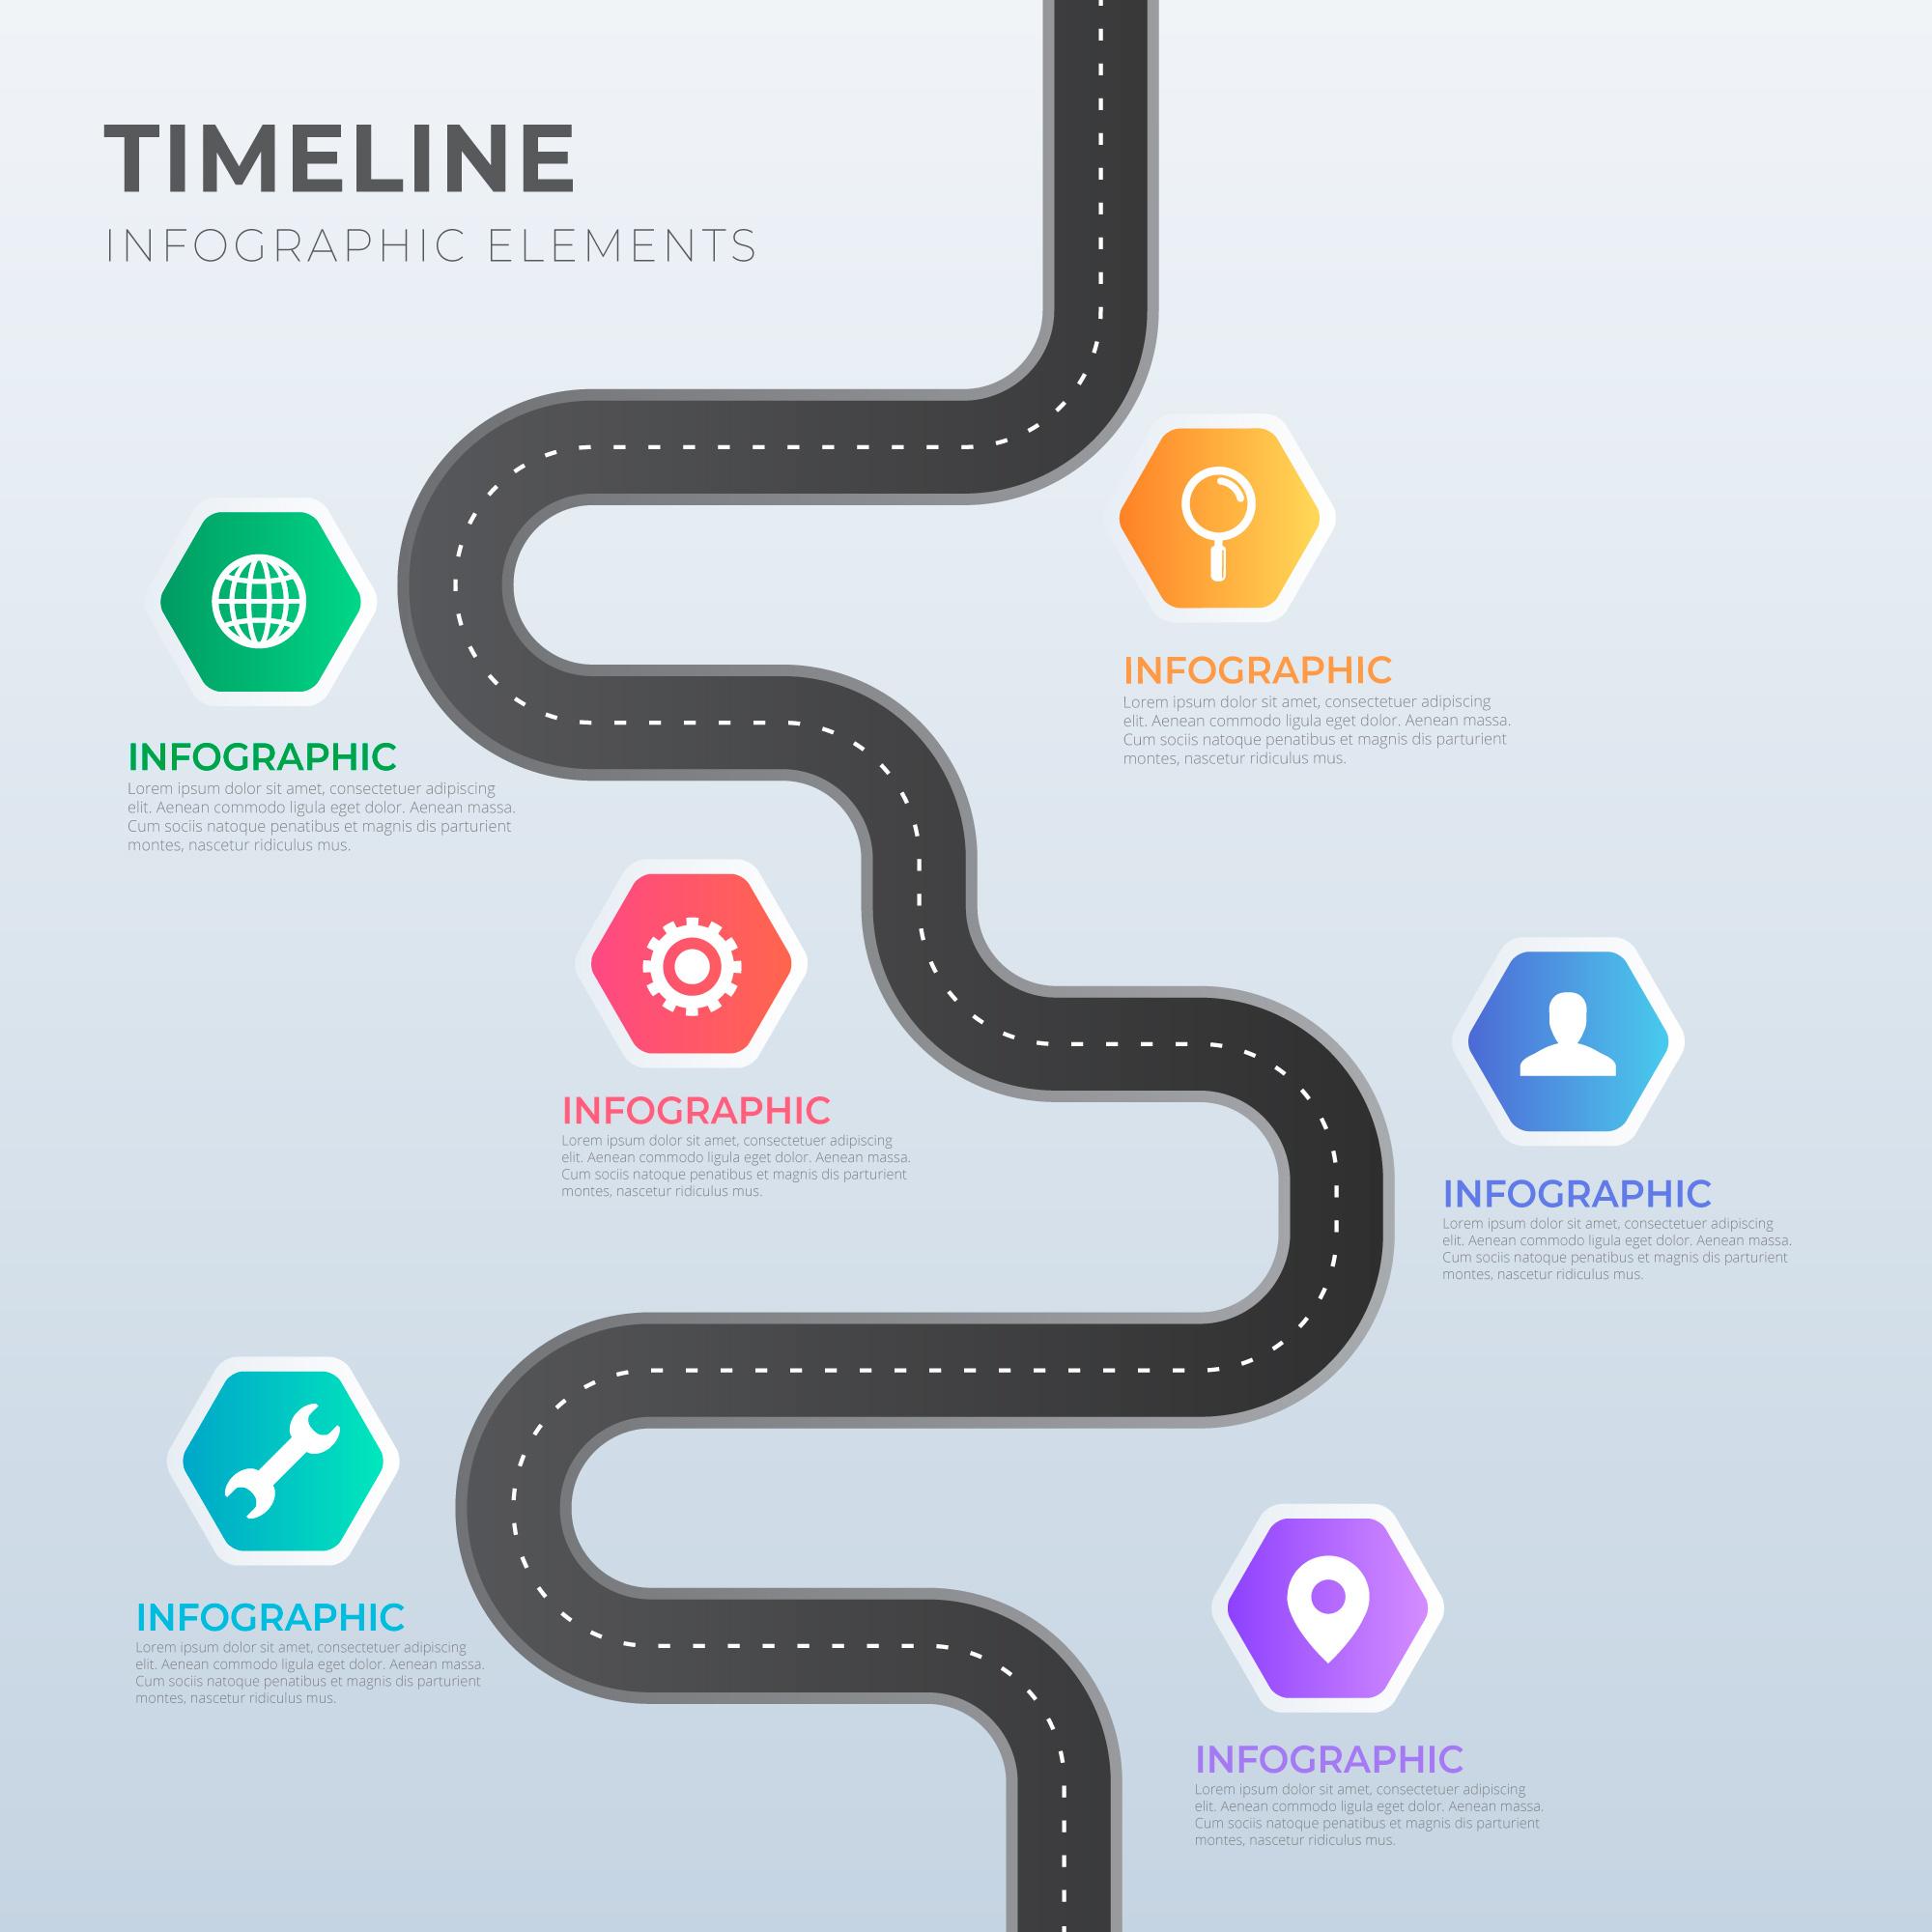 TIMELINE
INFOGRAPHIC ELEMENTS
INFOGRAPHIC
Lorem ipsum dolor sit amet, consectetuer adipiscing
elit. Aenean commodo ligula eget dolor. Aenean massa.
Cum sociis natoque penatibus et magnis dis parturient
montes, nascetur ridiculus mus.
INFOGRAPHIC
Lorem ipsum dolor sit amet, consectetuer adipiscing
elit. Aenean commodo ligula eget dolor. Aenean massa.
Cum sociis natoque penatibus et magnis dis parturient
montes, nascetur ridiculus mus.
INFOGRAPHIC
Lorem ipsum dolor sit amet, consectetuer adipiscing
elit. Aenean commodo ligula eget dolor. Aenean massa.
Cum sociis natoque penatibus et magnis dis parturient
montes, nascetur ridiculus mus.
INFOGRAPHIC
Lorem ipsum dolor sit amet, consectetuer adipiscing
elit. Aenean commodo ligula eget dolor. Aenean massa.
Cum sociis natoque penatibus et magnis dis parturient
montes, nascetur ridiculus mus.
INFOGRAPHIC
Lorem ipsum dolor sit amet, consectetuer adipiscing
elit. Aenean commodo ligula eget dolor. Aenean massa.
Cum sociis natoque penatibus et magnis dis parturient
montes, nascetur ridiculus mus.
INFOGRAPHIC
Lorem ipsum dolor sit amet, consectetuer adipiscing
elit. Aenean commodo ligula eget dolor. Aenean massa.
Cum sociis natoque penatibus et magnis dis parturient
montes, nascetur ridiculus mus.